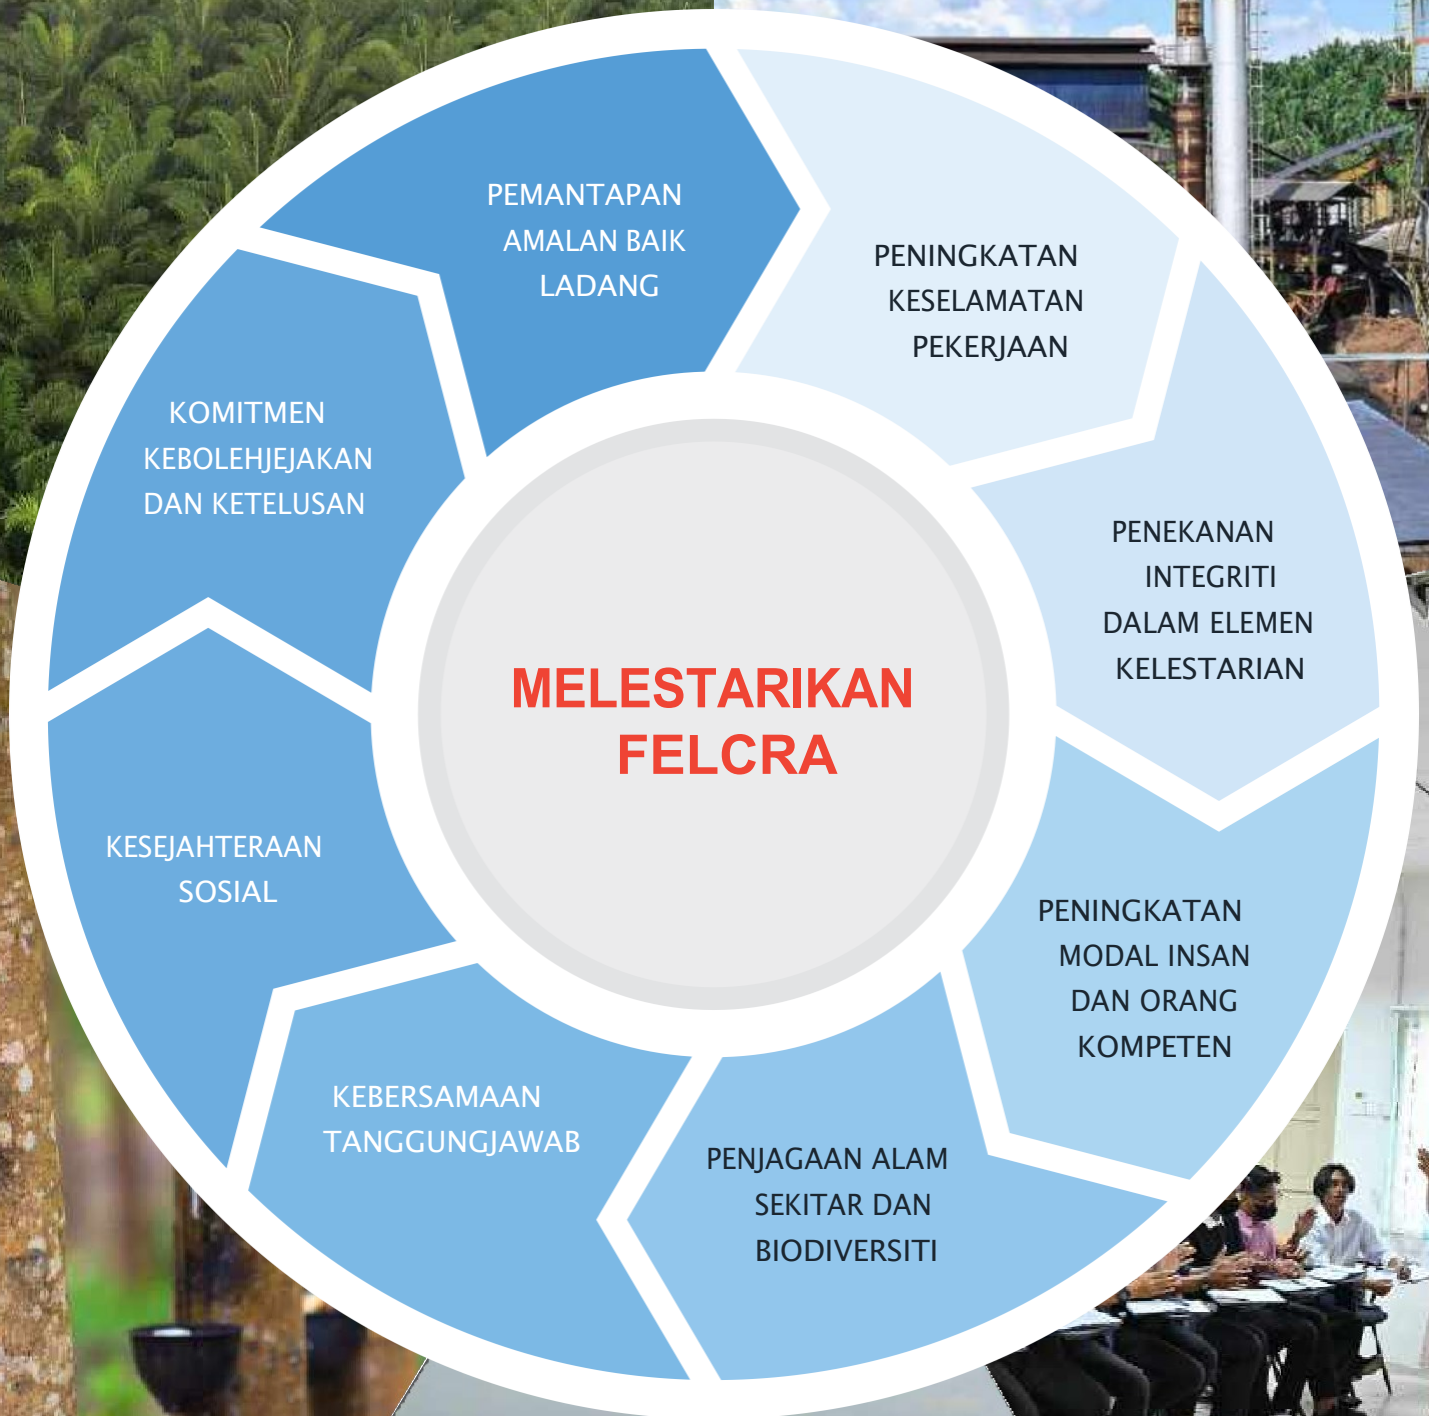 PEMANTAPAN
AMALAN BAIK
LADANG
PENINGKATAN
KESELAMATAN
PEKERJAAN
PENEKANAN
INTEGRITI
DALAM ELEMEN
KELESTARIAN
PENINGKATAN
MODAL INSAN
DAN ORANG
KOMPETEN
PENJAGAAN ALAM
SEKITAR DAN
BIODIVERSITI
KEBERSAMAAN
TANGGUNGJAWAB
KESEJAHTERAAN
SOSIAL
KOMITMEN
KEBOLEHJEJAKAN
DAN KETELUSAN
MELESTARIKAN
FELCRA